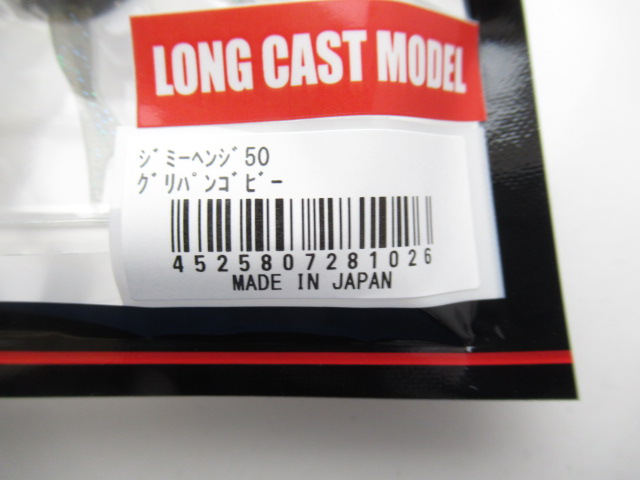 LONG CAST MODEL
ｼﾞﾐｰﾍﾝｼﾞ50
ｸﾞﾘﾊﾟﾝｺﾞﾋﾞｰ
4525807281026
MADE IN JAPAN